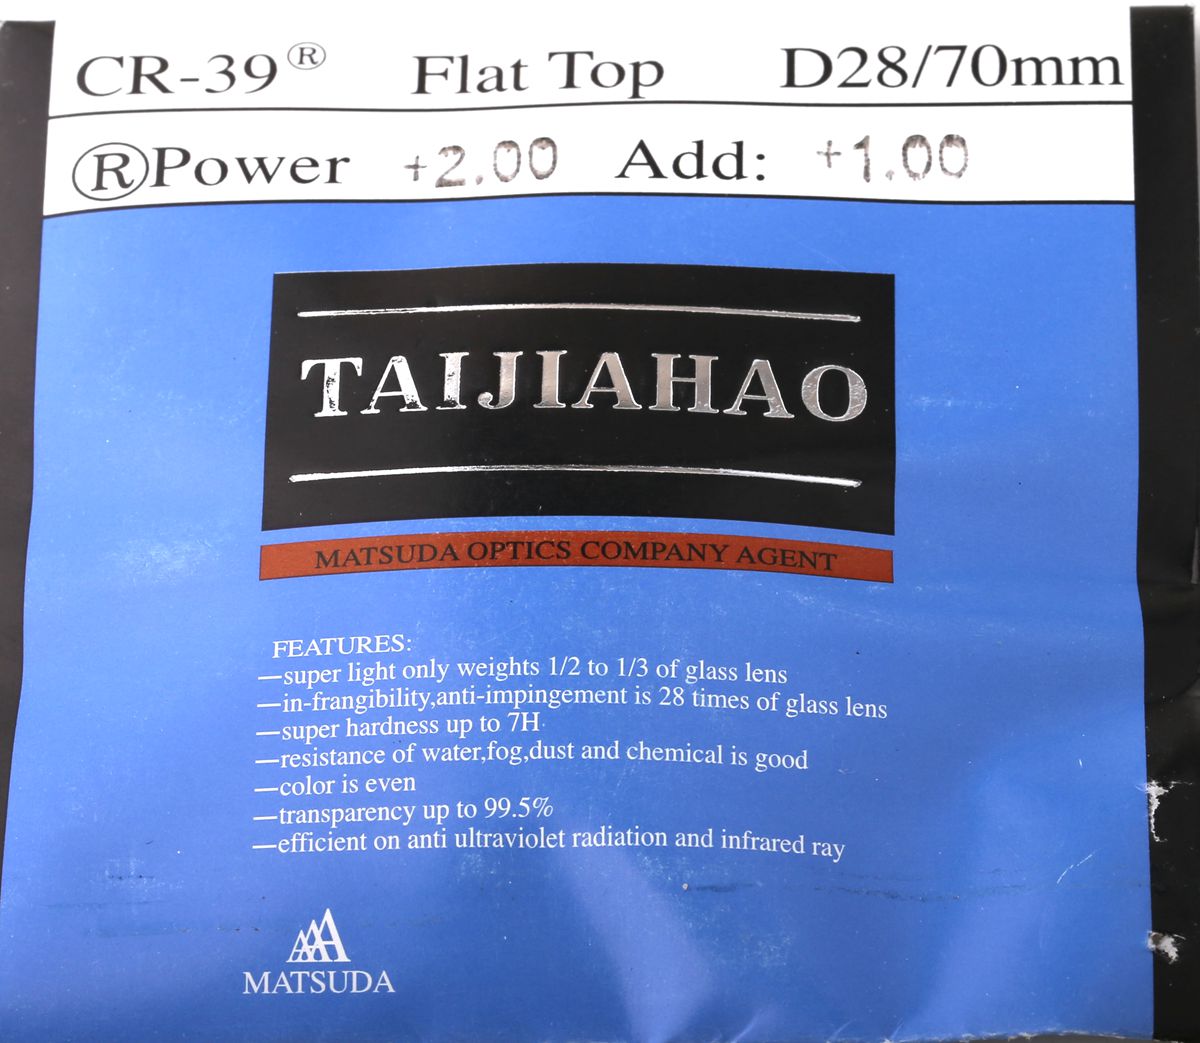 CR-39® Flat Top D28/70mm
®Power +2.00 Add: +1.00
TAIJIAHAO
MATSUDA OPTICS COMPANY AGENT
FEATURES:
—super light only weights 1/2 to 1/3 of glass lens
—in-frangibility,anti-impingement is 28 times of glass lens
—super hardness up to 7H
—resistance of water,fog,dust and chemical is good
—color is even
—transparency up to 99.5%
—efficient on anti ultraviolet radiation and infrared ray
MATSUDA